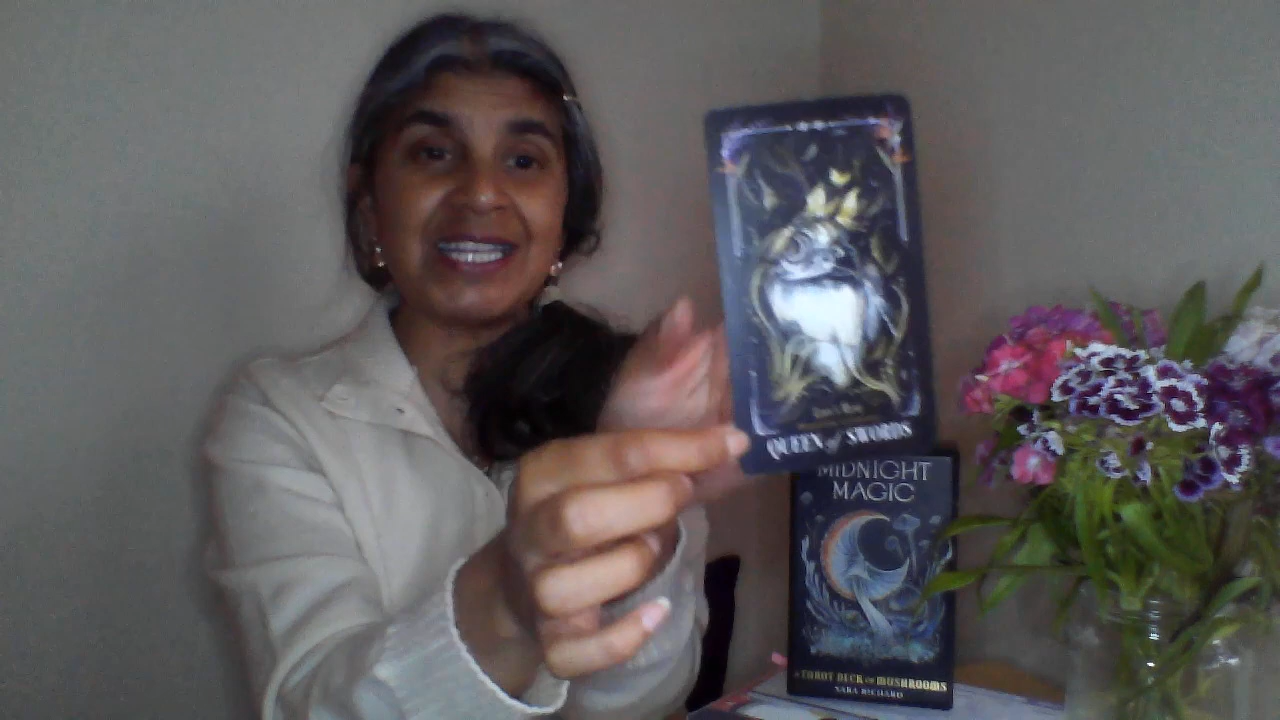 QUEEN of SWORDS
MIDNIGHT
MAGIC
A TAROT DECK OF MUSHROOMS
SARA RICHARD